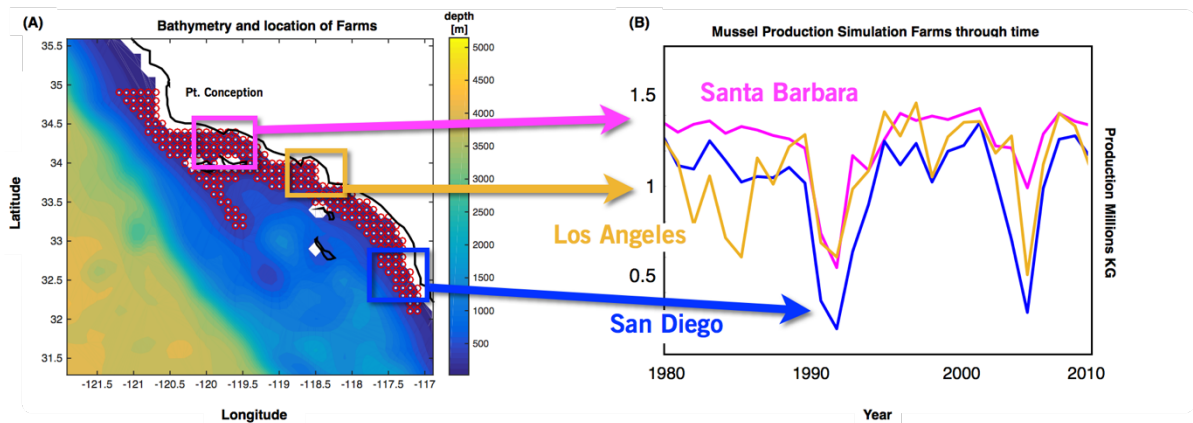 (A)
Bathymetry and location of Farms
depth
[m]
35.5
35
34.5
34
33.5
33
32.5
32
31.5
Latitude
Pt. Conception
-121.5 -121 -120.5 -120 -119.5 -119 -118.5 -118 -117.5 -117
Longitude
5000
4500
4000
3500
3000
2500
2000
1500
1000
500
(B)
Mussel Production Simulation Farms through time
1.5
1
0.5
Santa Barbara
Los Angeles
San Diego
Production Millions KG
1980 1990 2000 2010
Year